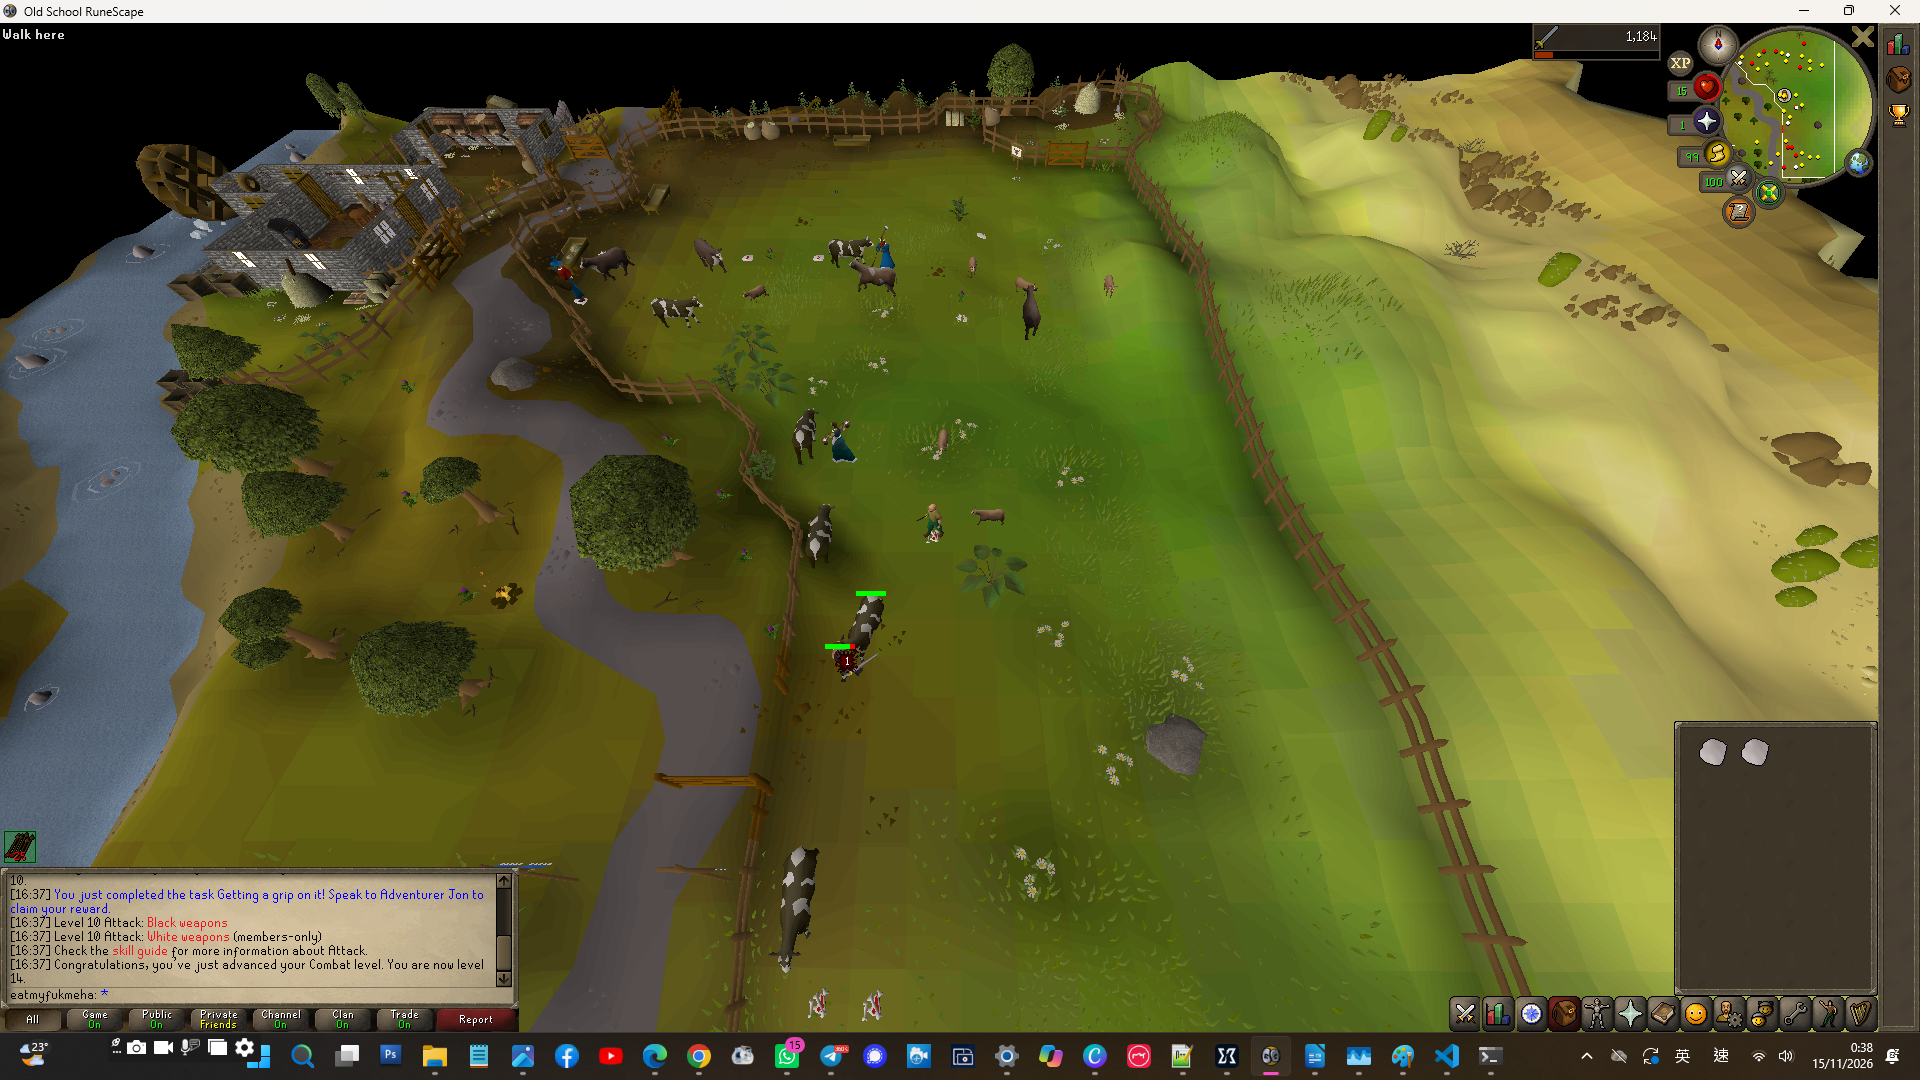 Old School RuneScape
Walk here
1,184
N
XP
15
1
99
100
1
10.
[16:37] You just completed the task Getting a grip on it! Speak to Adventurer Jon to
claim your reward.
[16:37] Level 10 Attack: Black weapons
[16:37] Level 10 Attack: White weapons (members-only)
[16:37] Check the skill guide for more information about Attack.
[16:37] Congratulations, you've just advanced your Combat level. You are now level
14.
eatmyfukmeha: *
All
Game
On
Public
On
Private
Friends
Channel
On
Clan
On
Trade
On
Report
23°
Ps
15
英
速
0:38
15/11/2026